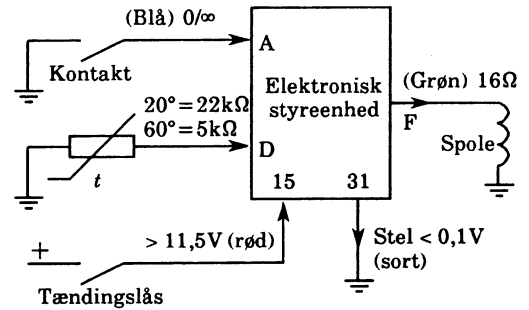 (Blå) 0/∞
A
Kontakt
Elektronisk
styreenhed
(Grøn) 16Ω
F
Spole
20° = 22kΩ
60° = 5kΩ
D
t
15 31
+
> 11,5V (rød)
Tændingslås
Stel < 0,1V
(sort)